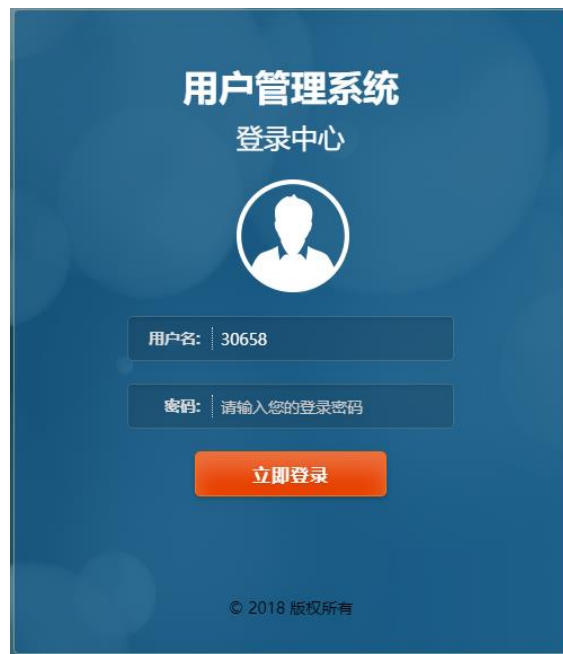 用户管理系统
登录中心
用户名: 30658
密码: 请输入您的登录密码
立即登录
© 2018 版权所有